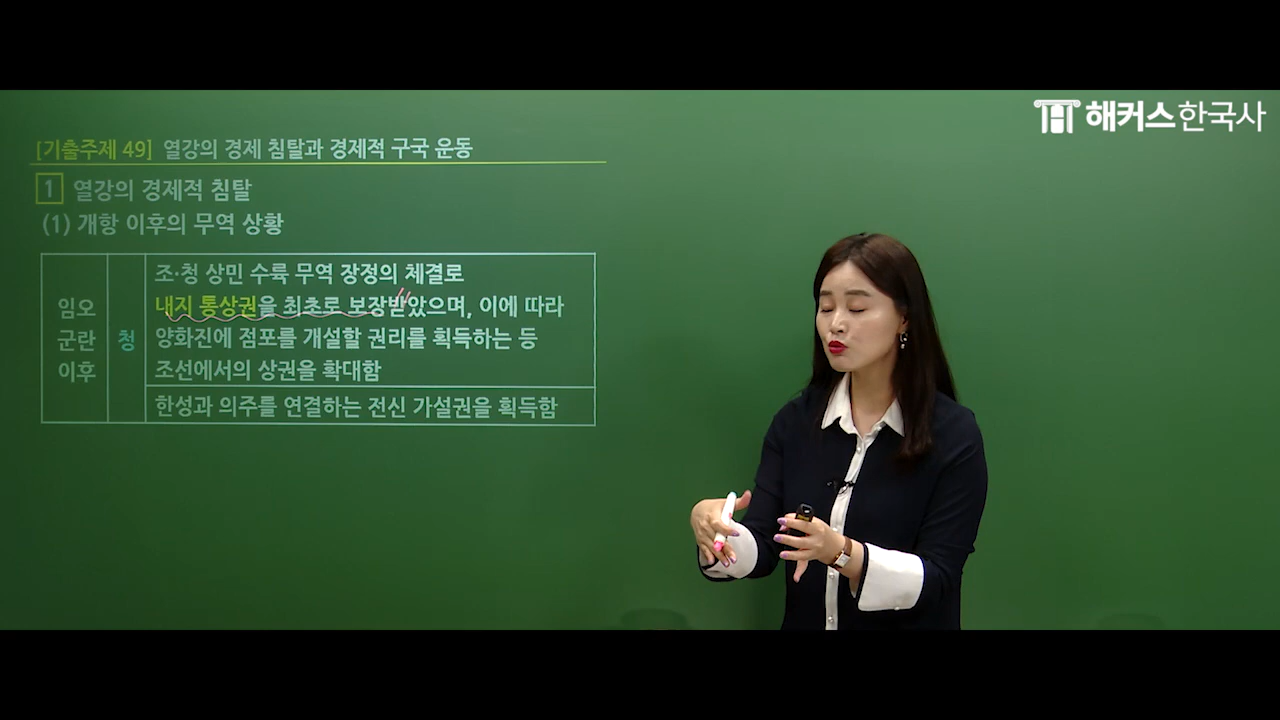 해커스한국사
[기출주제 49] 열강의 경제 침탈과 경제적 구국 운동
1 열강의 경제적 침탈
(1) 개항 이후의 무역 상황
임오
군란
이후
청
조·청 상민 수륙 무역 장정의 체결로
내지 통상권을 최초로 보장받았으며, 이에 따라
양화진에 점포를 개설할 권리를 획득하는 등
조선에서의 상권을 확대함
한성과 의주를 연결하는 전신 가설권을 획득함